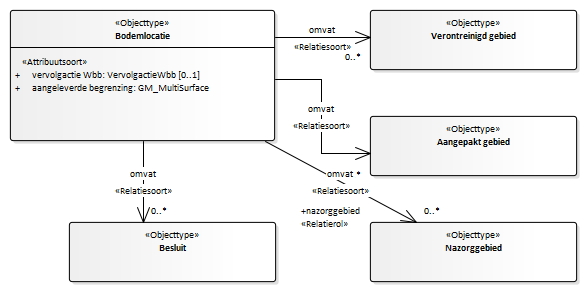 «Objecttype»
Bodemlocatie
«Attribuutsoort»
+ vervolgactie Wbb: VervolgactieWbb [0..1]
+ aangeleverde begrenzing: GM_MultiSurface
omvat
«Relatiesoort»
0..*
«Objecttype»
Verontreinigd gebied
omvat
«Relatiesoort»
«Objecttype»
Aangepakt gebied
omvat
«Relatiesoort»
0..*
«Objecttype»
Besluit
omvat *
«Relatiesoort»
+nazorggebied
«Relatierol»
0..*
«Objecttype»
Nazorggebied